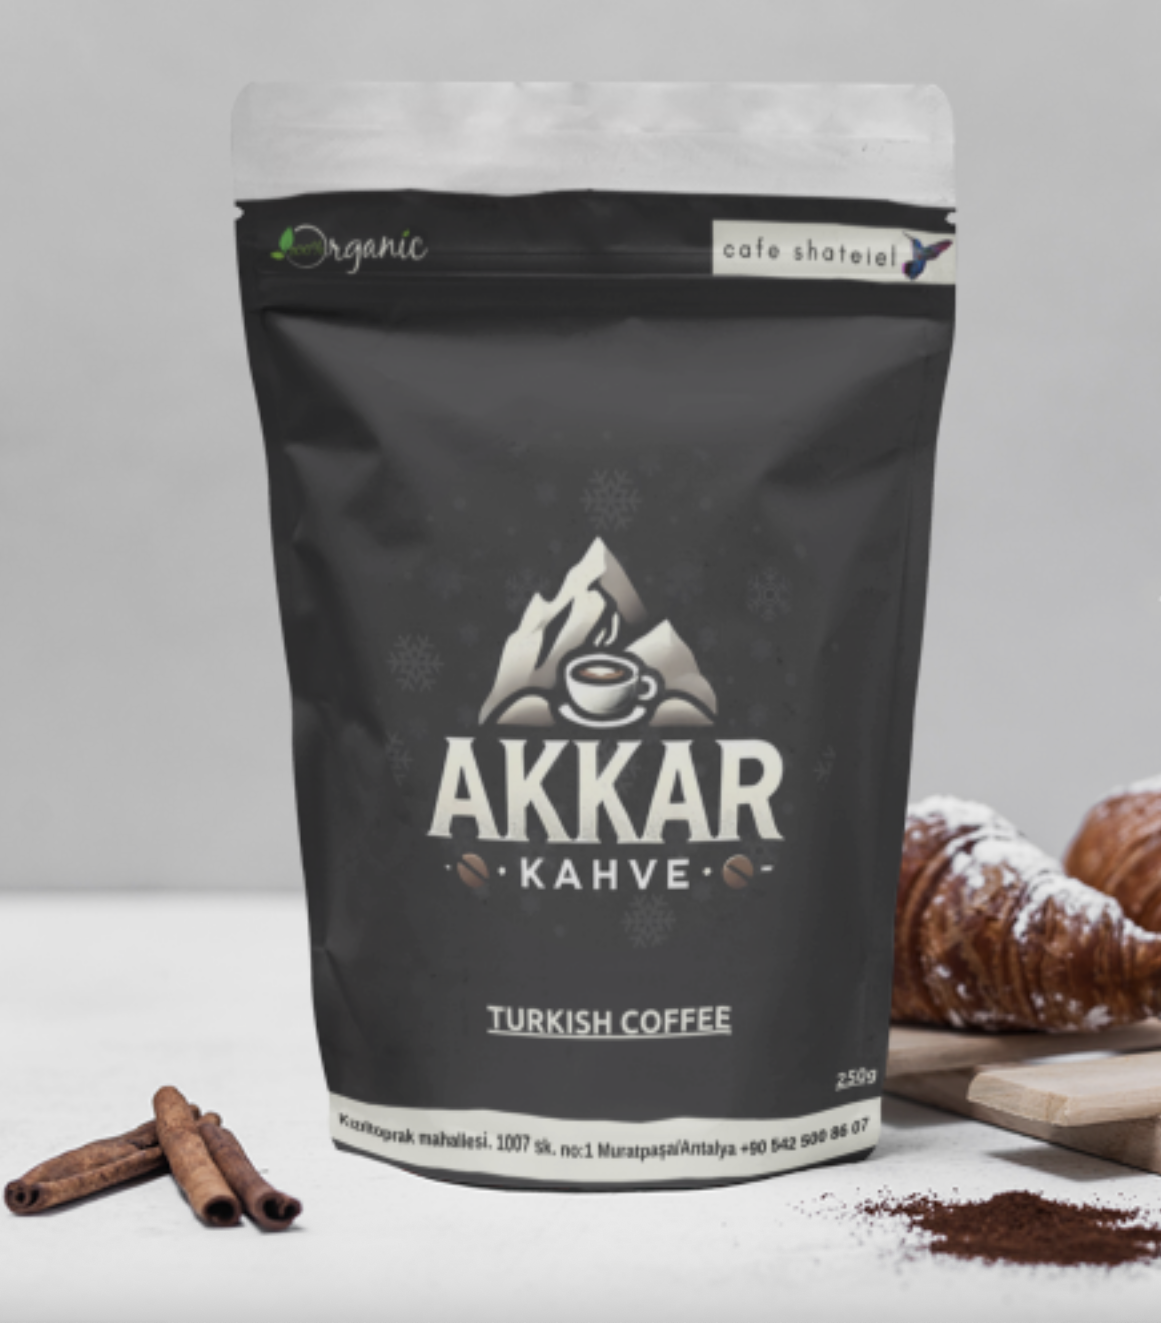 100% Organic
cafe shateiel
AKKAR
· KAHVE ·
TURKISH COFFEE
250g
Kızıltoprak mahallesi. 1007 sk. no:1 Muratpaşa/Antalya +90 542 500 86 07